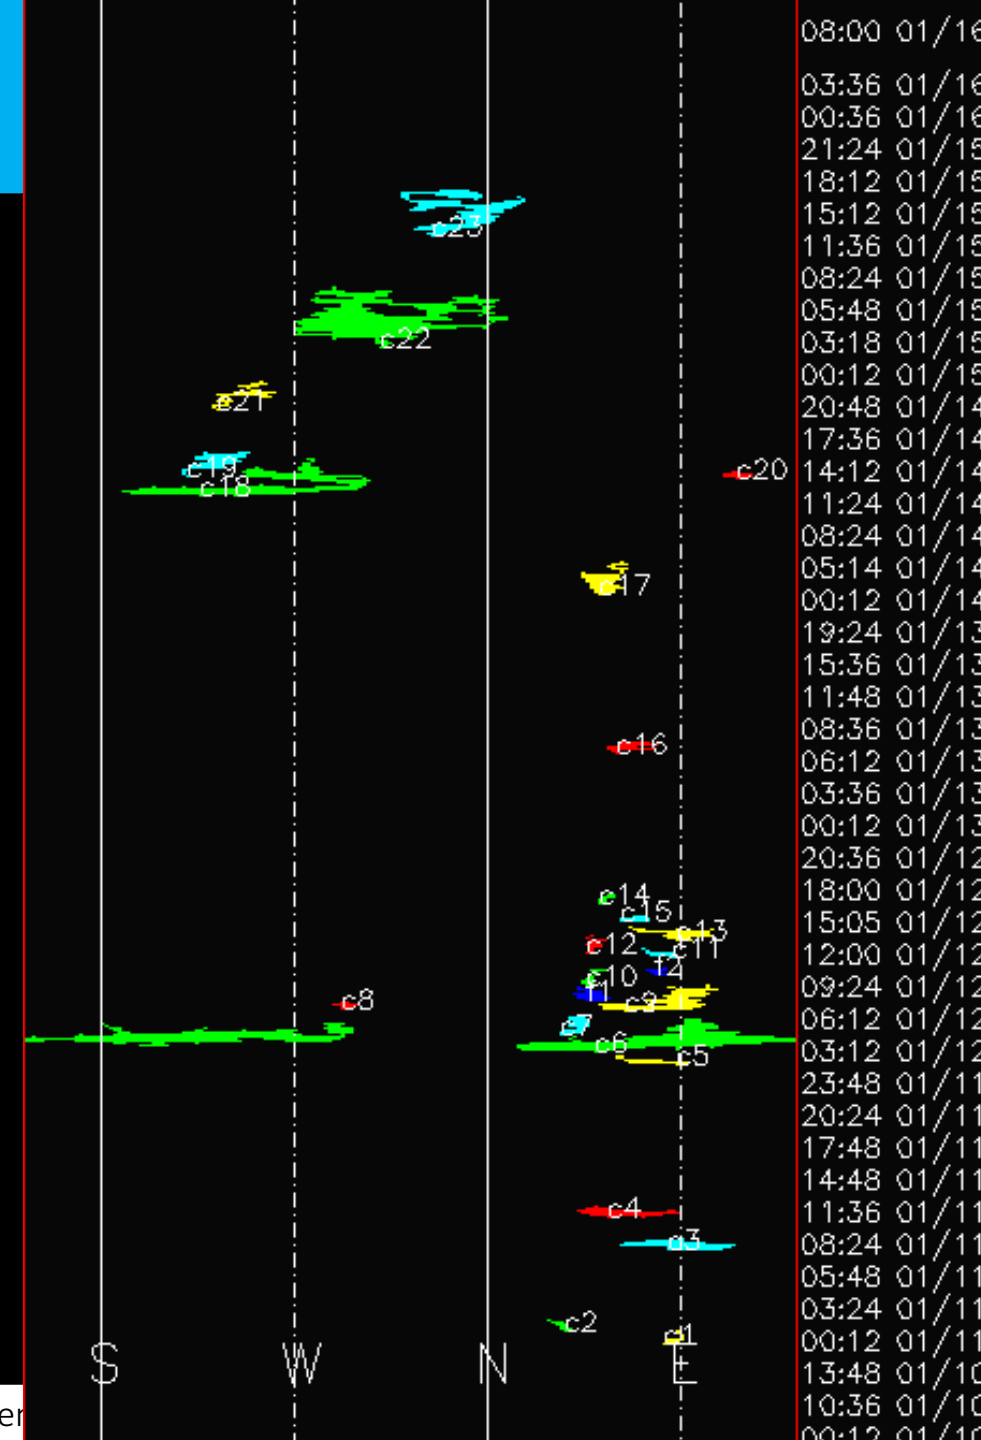 08:00 01/16
03:36 01/16
00:36 01/16
21:24 01/15
18:12 01/15
c23 15:12 01/15
11:36 01/15
08:24 01/15
05:48 01/15
c22 03:18 01/15
00:12 01/15
c21 20:48 01/14
17:36 01/14
c19 c20 14:12 01/14
c18 11:24 01/14
08:24 01/14
05:14 01/14
c17 00:12 01/14
19:24 01/13
15:36 01/13
11:48 01/13
08:36 01/13
c16 06:12 01/13
03:36 01/13
00:12 01/13
20:36 01/12
c14 18:00 01/12
c15 15:05 01/12
c13
c12 c11 12:00 01/12
f2
c10 09:24 01/12
f1
c8 c9
c7 06:12 01/12
c6 03:12 01/12
c5
23:48 01/11
20:24 01/11
17:48 01/11
14:48 01/11
c4 11:36 01/11
c3 08:24 01/11
05:48 01/11
c2 03:24 01/11
c1 00:12 01/11
S W N E 13:48 01/10
er 10:36 01/10
00:12 01/10